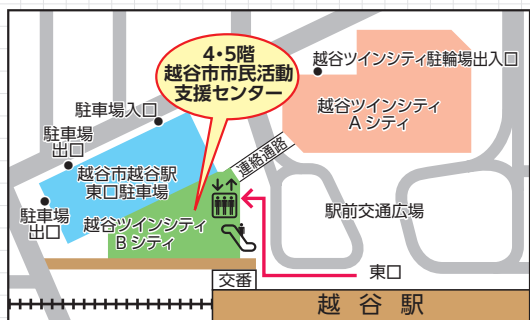 4・5階
越谷市市民活動
支援センター
越谷ツインシティ駐輪場出入口
越谷ツインシティ
Aシティ
駐車場入口
駐車場
出口
越谷市越谷駅
東口駐車場
連絡通路
駐車場
出口
越谷ツインシティ
Bシティ
駅前交通広場
東口
交番
越谷駅